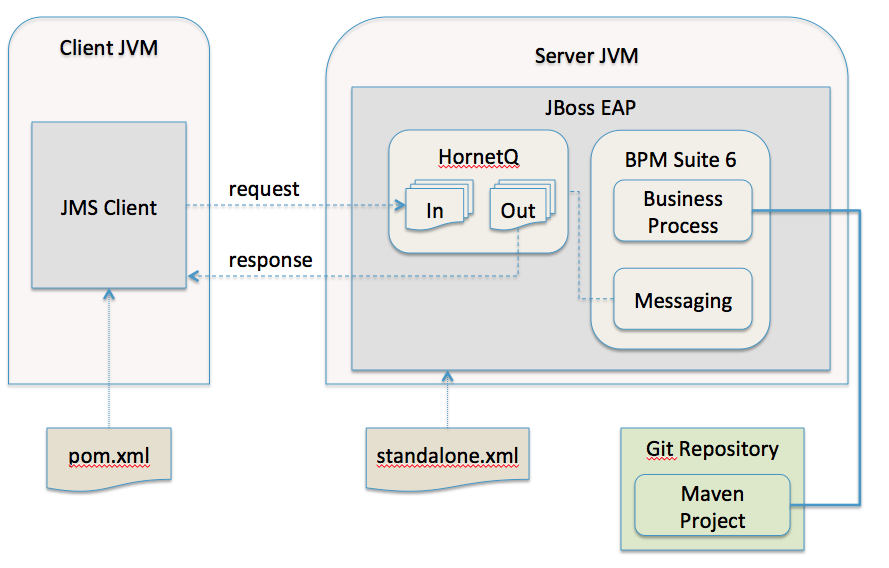 Client JVM
JMS Client
request
response
Server JVM
JBoss EAP
HornetQ
In
Out
BPM Suite 6
Business
Process
Messaging
pom.xml
standalone.xml
Git Repository
Maven
Project